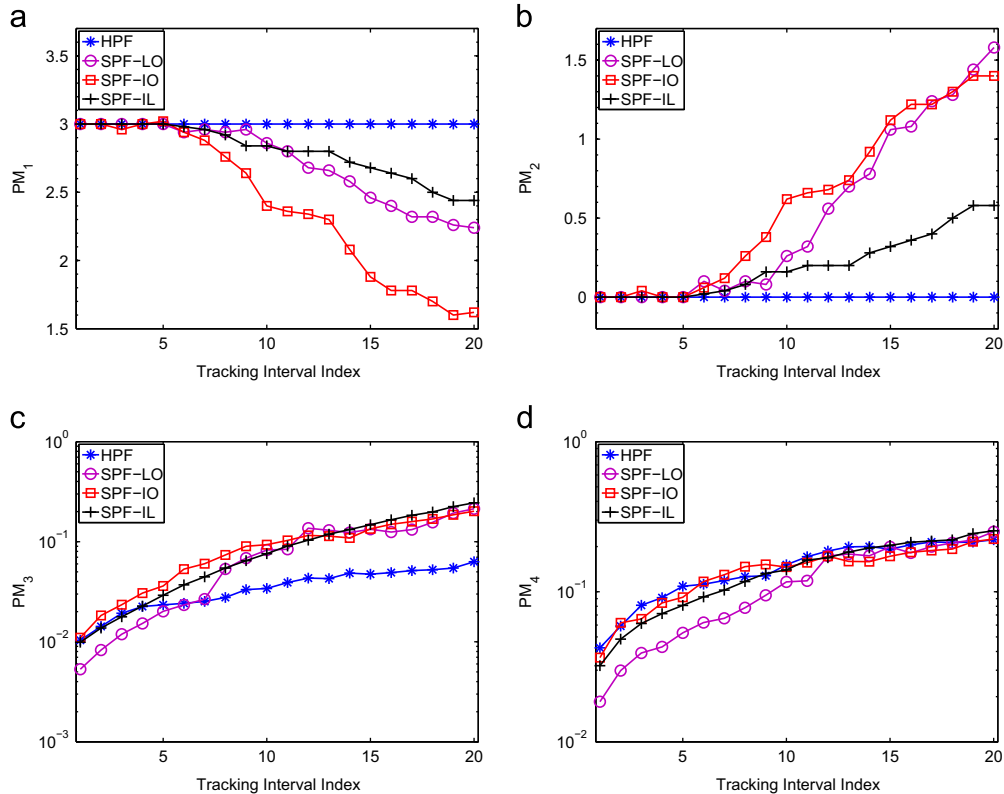 a
HPF
SPF-LO
SPF-IO
SPF-IL
3.5
3
2.5
2
1.5
PM1
5
10
15
20
Tracking Interval Index
b
HPF
SPF-LO
SPF-IO
SPF-IL
1.5
1
0.5
0
PM2
5
10
15
20
Tracking Interval Index
c
HPF
SPF-LO
SPF-IO
SPF-IL
10^0
10^-1
10^-2
10^-3
PM3
5
10
15
20
Tracking Interval Index
d
HPF
SPF-LO
SPF-IO
SPF-IL
10^0
10^-1
10^-2
PM4
5
10
15
20
Tracking Interval Index